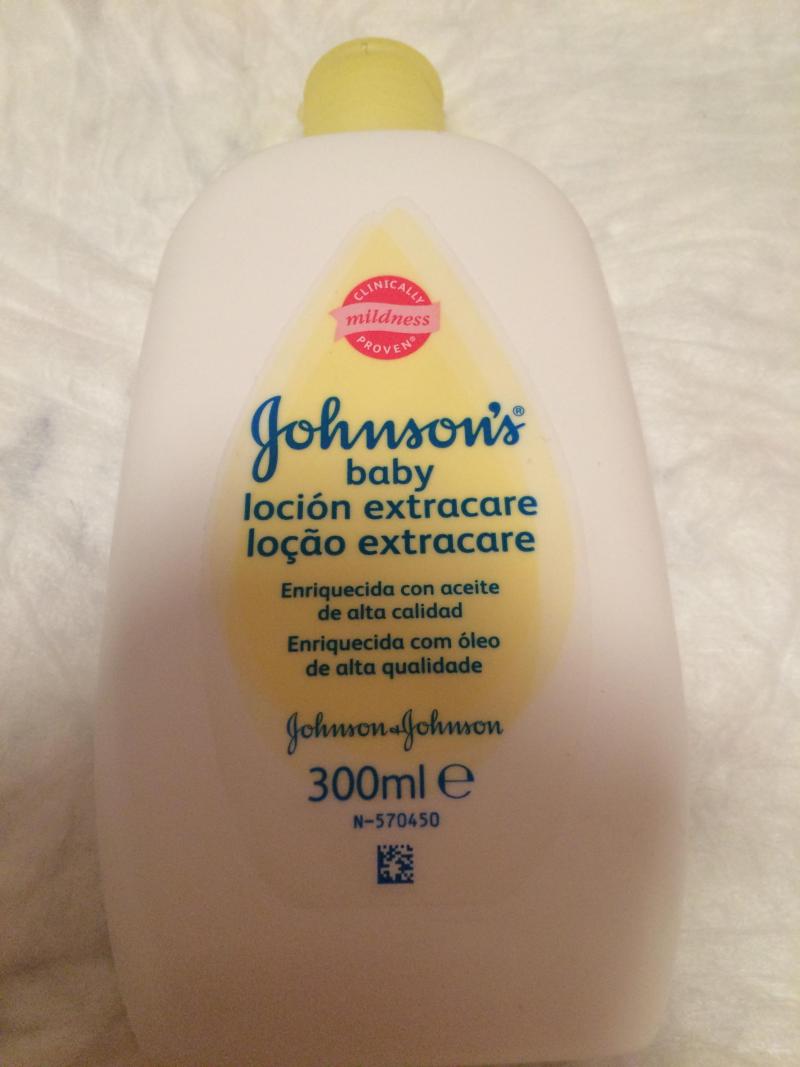 CLINICALLY
mildness
PROVEN®
Johnson's®
baby
loción extracare
loção extracare
Enriquecida con aceite
de alta calidad
Enriquecida com óleo
de alta qualidade
Johnson & Johnson
300ml ℮
N-570450